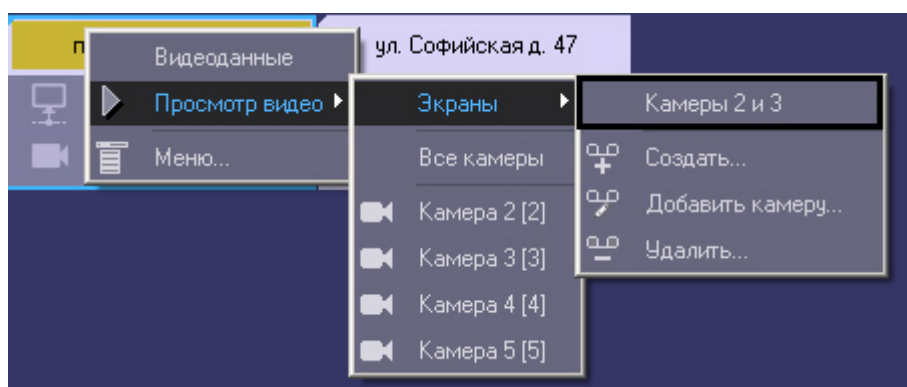 п
ул. Софийская д. 47
Видеоданные
Просмотр видео
Меню...
Экраны
Все камеры
Камера 2 [2]
Камера 3 [3]
Камера 4 [4]
Камера 5 [5]
Камеры 2 и 3
Создать...
Добавить камеру...
Удалить...